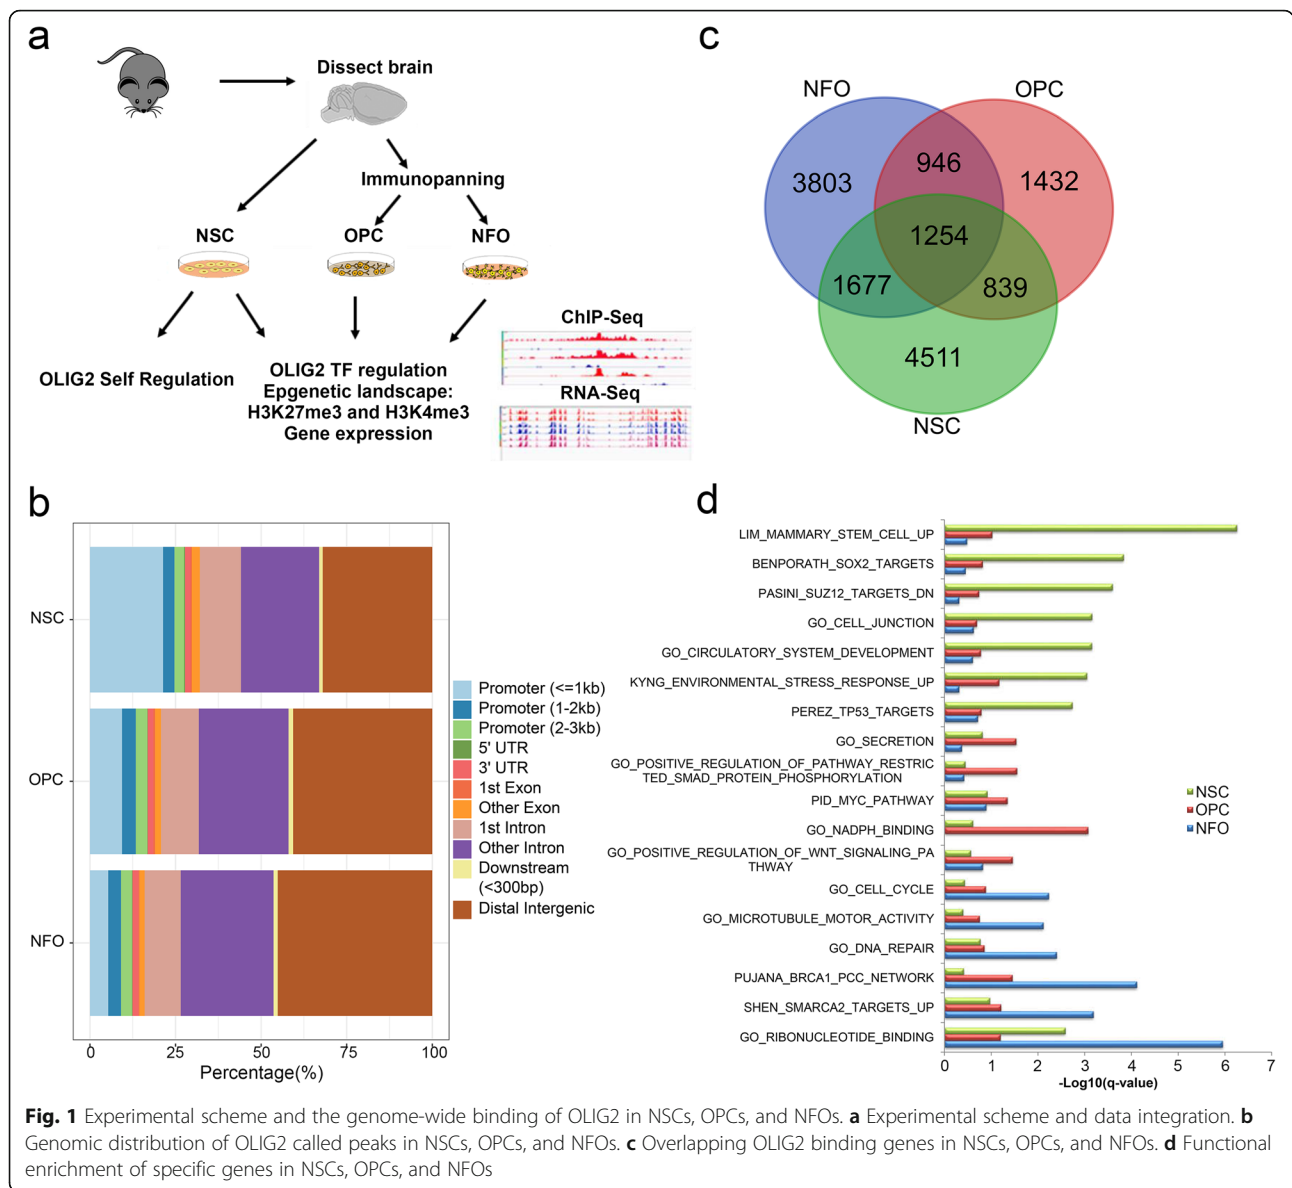 a
Dissect brain
Immunopanning
NSC
OPC
NFO
ChIP-Seq
OLIG2 Self Regulation
OLIG2 TF regulation
Epgenetic landscape:
H3K27me3 and H3K4me3
Gene expression
RNA-Seq
c
NFO
OPC
3803
946
1432
1254
1677
839
4511
NSC
b
NSC
OPC
NFO
0 25 50 75 100
Percentage(%)
Promoter (<=1kb)
Promoter (1-2kb)
Promoter (2-3kb)
5' UTR
3' UTR
1st Exon
Other Exon
1st Intron
Other Intron
Downstream
(<300bp)
Distal Intergenic
d
LIM_MAMMARY_STEM_CELL_UP
BENPORATH_SOX2_TARGETS
PASINI_SUZ12_TARGETS_DN
GO_CELL_JUNCTION
GO_CIRCULATORY_SYSTEM_DEVELOPMENT
KYNG_ENVIRONMENTAL_STRESS_RESPONSE_UP
PEREZ_TP53_TARGETS
GO_SECRETION
GO_POSITIVE_REGULATION_OF_PATHWAY_RESTRIC
TED_SMAD_PROTEIN_PHOSPHORYLATION
PID_MYC_PATHWAY
GO_NADPH_BINDING
GO_POSITIVE_REGULATION_OF_WNT_SIGNALING_PA
THWAY
GO_CELL_CYCLE
GO_MICROTUBULE_MOTOR_ACTIVITY
GO_DNA_REPAIR
PUJANA_BRCA1_PCC_NETWORK
SHEN_SMARCA2_TARGETS_UP
GO_RIBONUCLEOTIDE_BINDING
NSC
OPC
NFO
0 1 2 3 4 5 6 7
-Log10(q-value)
Fig. 1 Experimental scheme and the genome-wide binding of OLIG2 in NSCs, OPCs, and NFOs. a Experimental scheme and data integration. b
Genomic distribution of OLIG2 called peaks in NSCs, OPCs, and NFOs. c Overlapping OLIG2 binding genes in NSCs, OPCs, and NFOs. d Functional
enrichment of specific genes in NSCs, OPCs, and NFOs